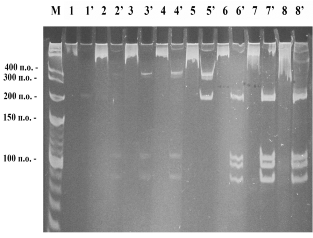 M 1 1' 2 2' 3 3' 4 4' 5 5' 6 6' 7 7' 8 8'
400 п.о. -
300 п.о. -
200 п.о. -
150 п.о. -
100 п.о. -